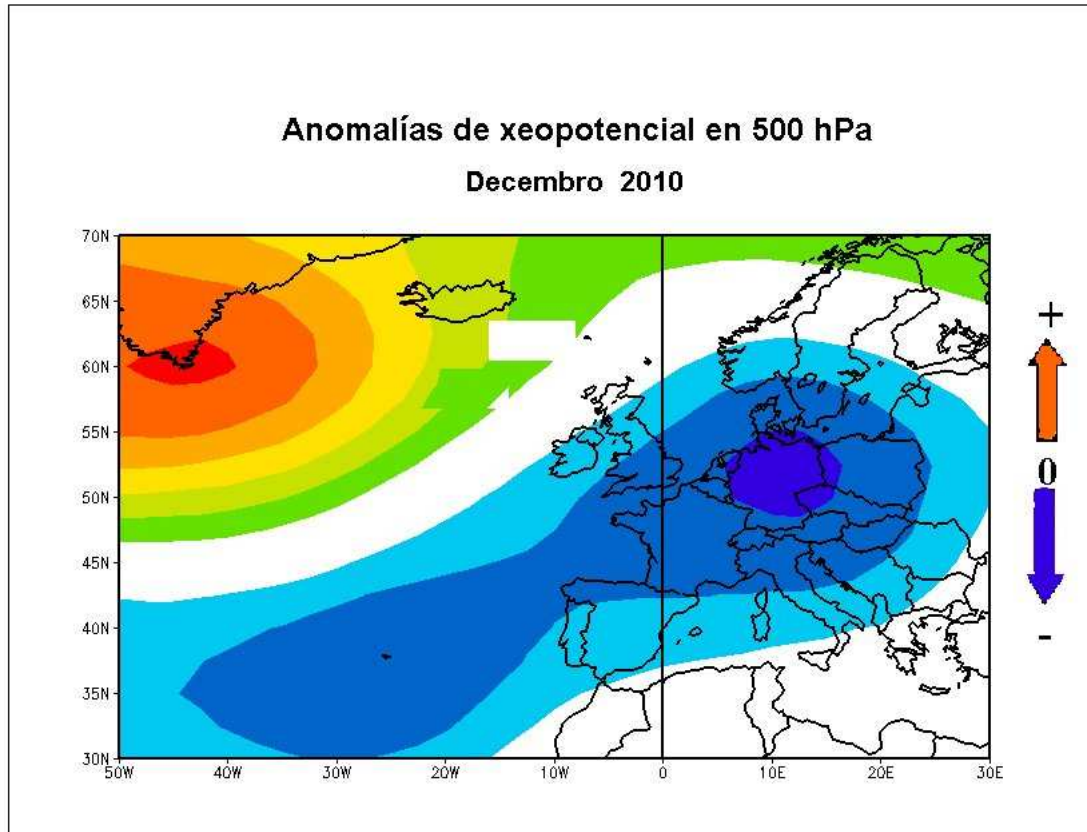 Anomalías de xeopotencial en 500 hPa
Decembro 2010
70N
65N
60N
55N
50N
45N
40N
35N
30N
50W 40W 30W 20W 10W 0 10E 20E 30E
+
0
-